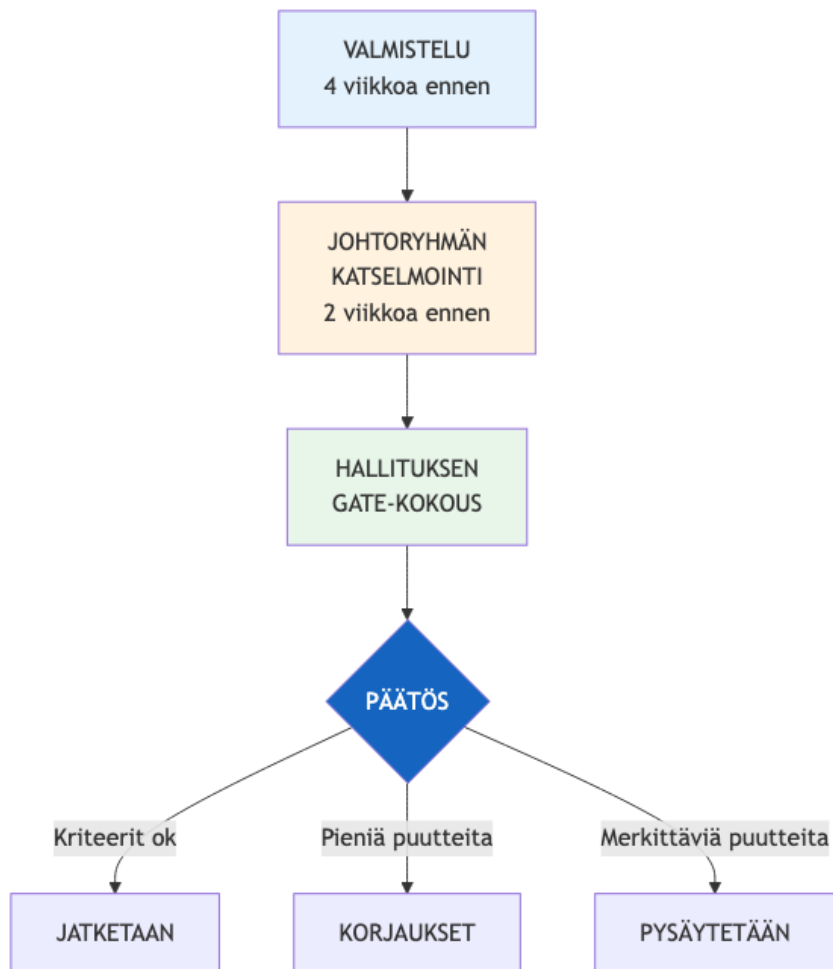 VALMISTELU
4 viikkoa ennen
JOHTORYHMÄN
KATSELMOINTI
2 viikkoa ennen
HALLITUKSEN
GATE-KOKOUS
PÄÄTÖS
Kriteerit ok
Pieniä puutteita
Merkittäviä puutteita
JATKETAAN
KORJAUKSET
PYSÄYTETÄÄN